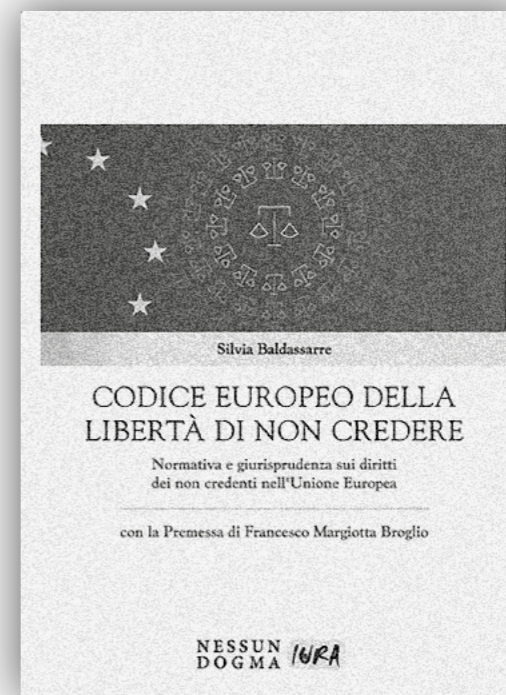 Silvia Baldassarre
CODICE EUROPEO DELLA
LIBERTÀ DI NON CREDERE
Normativa e giurisprudenza sui diritti
dei non credenti nell'Unione Europea
con la Premessa di Francesco Margiotta Broglio
NESSUN
DOGMA IURA